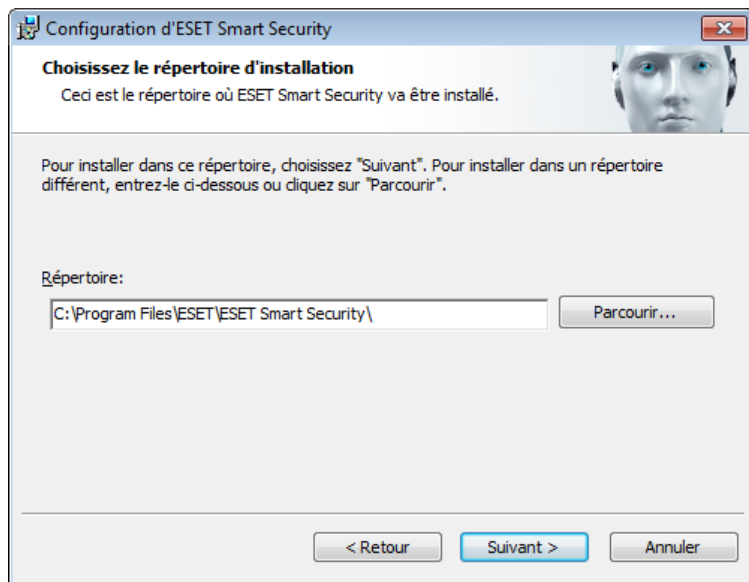 Configuration d'ESET Smart Security
Choisissez le répertoire d'installation
Ceci est le répertoire où ESET Smart Security va être installé.
Pour installer dans ce répertoire, choisissez "Suivant". Pour installer dans un répertoire
différent, entrez-le ci-dessous ou cliquez sur "Parcourir".
Répertoire:
C:\Program Files\ESET\ESET Smart Security\
Parcourir...
< Retour
Suivant >
Annuler